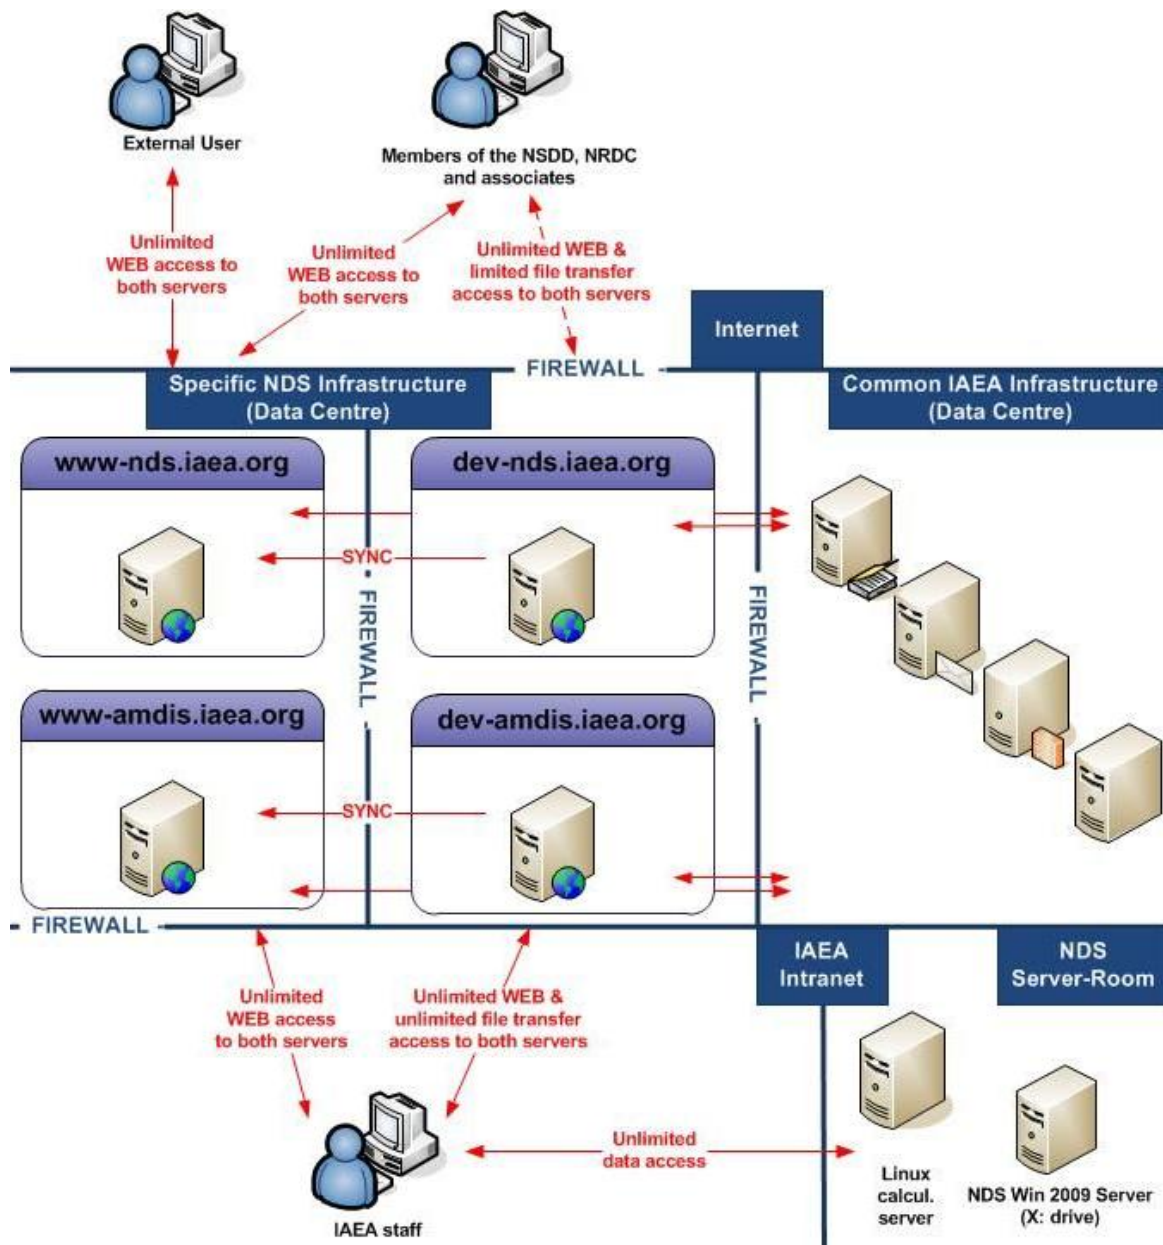 External User
Members of the NSDD, NRDC
and associates
Unlimited
WEB access to
both servers
Unlimited
WEB access to
both servers
Unlimited WEB &
limited file transfer
access to both servers
Internet
FIREWALL
Specific NDS Infrastructure
(Data Centre)
Common IAEA Infrastructure
(Data Centre)
www-nds.iaea.org
dev-nds.iaea.org
SYNC
FIREWALL
FIREWALL
www-amdis.iaea.org
dev-amdis.iaea.org
SYNC
FIREWALL
IAEA
Intranet
NDS
Server-Room
Unlimited
WEB access
to both servers
Unlimited WEB &
unlimited file transfer
access to both servers
Unlimited
data access
Linux
calcul.
server
NDS Win 2009 Server
(X: drive)
IAEA staff